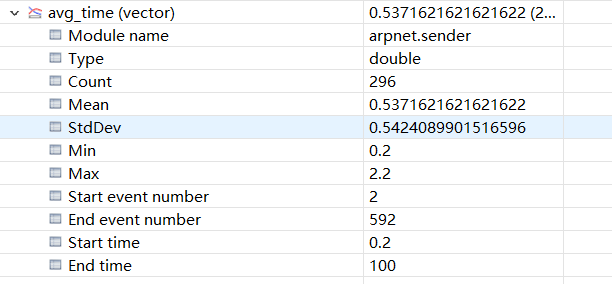 avg_time (vector) 0.5371621621621622 (2...
Module name arpnet.sender
Type double
Count 296
Mean 0.5371621621621622
StdDev 0.5424089901516596
Min 0.2
Max 2.2
Start event number 2
End event number 592
Start time 0.2
End time 100